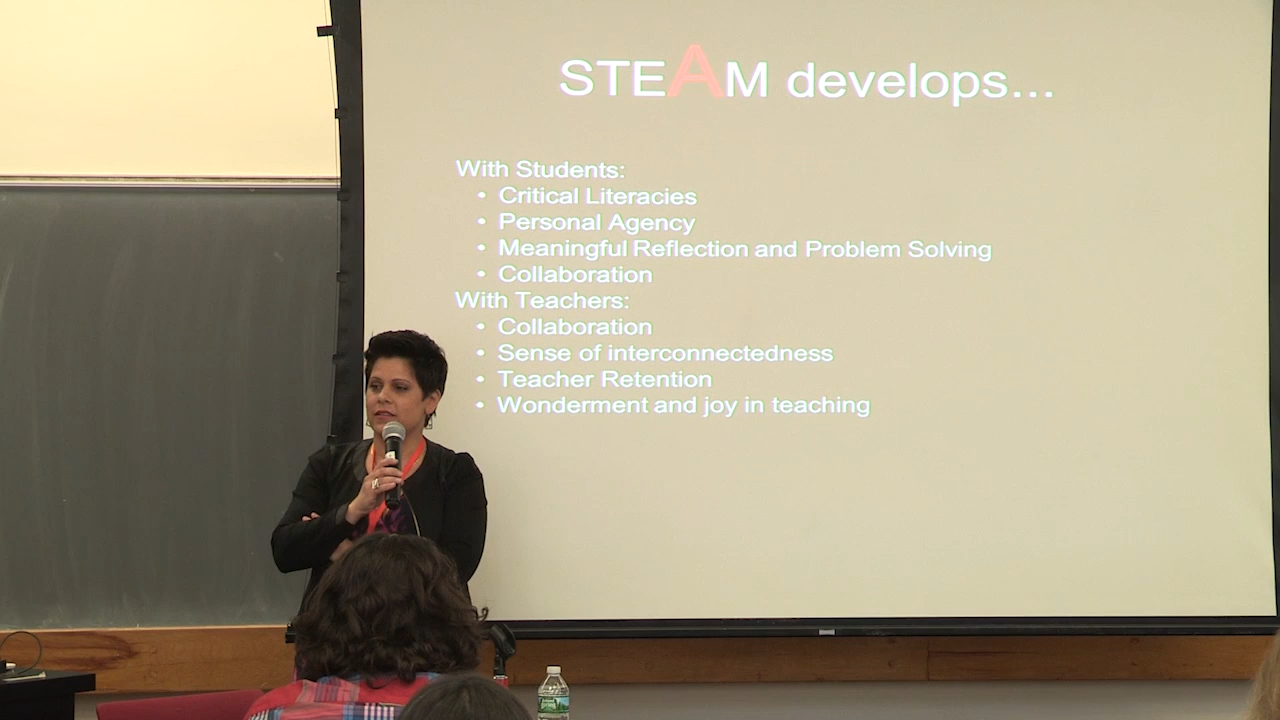 STEAM develops...
With Students:
• Critical Literacies
• Personal Agency
• Meaningful Reflection and Problem Solving
• Collaboration
With Teachers:
• Collaboration
• Sense of interconnectedness
• Teacher Retention
• Wonderment and joy in teaching